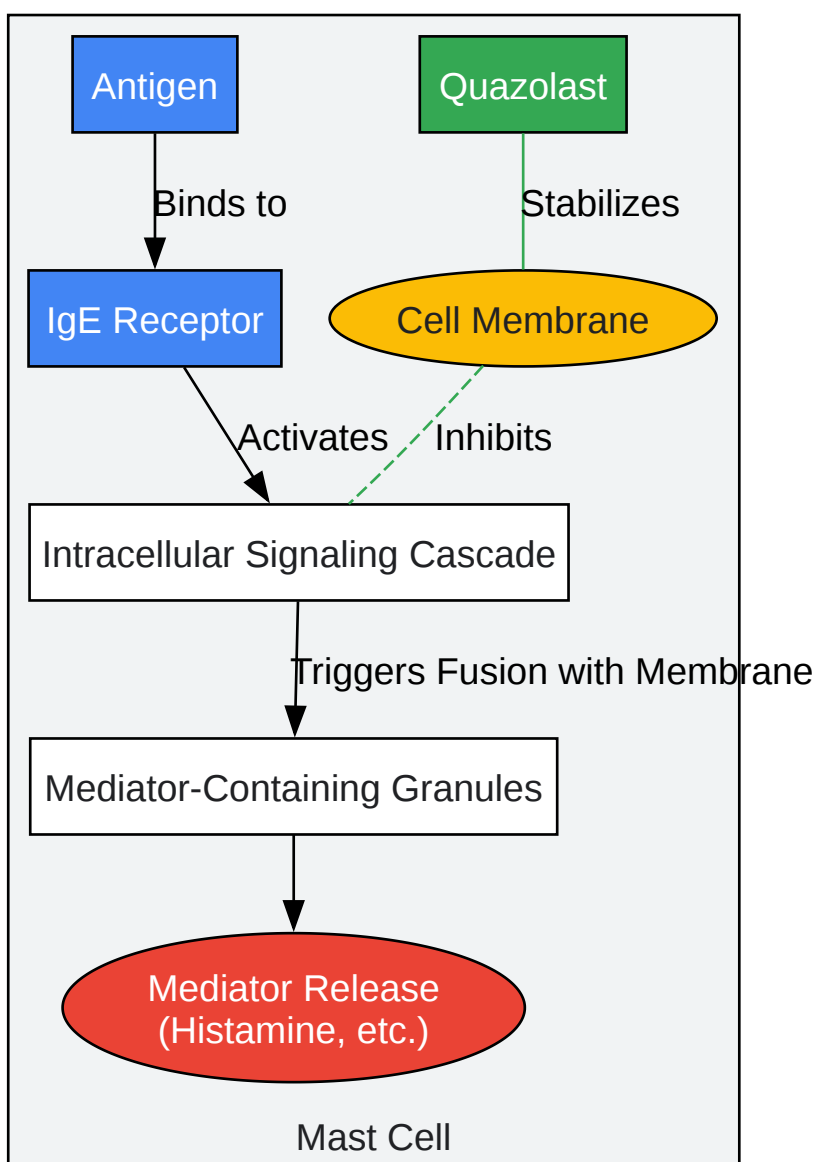 Antigen
Quazolast
Binds to
Stabilizes
IgE Receptor
Cell Membrane
Activates
Inhibits
Intracellular Signaling Cascade
Triggers Fusion with Membrane
Mediator-Containing Granules
Mediator Release
(Histamine, etc.)
Mast Cell